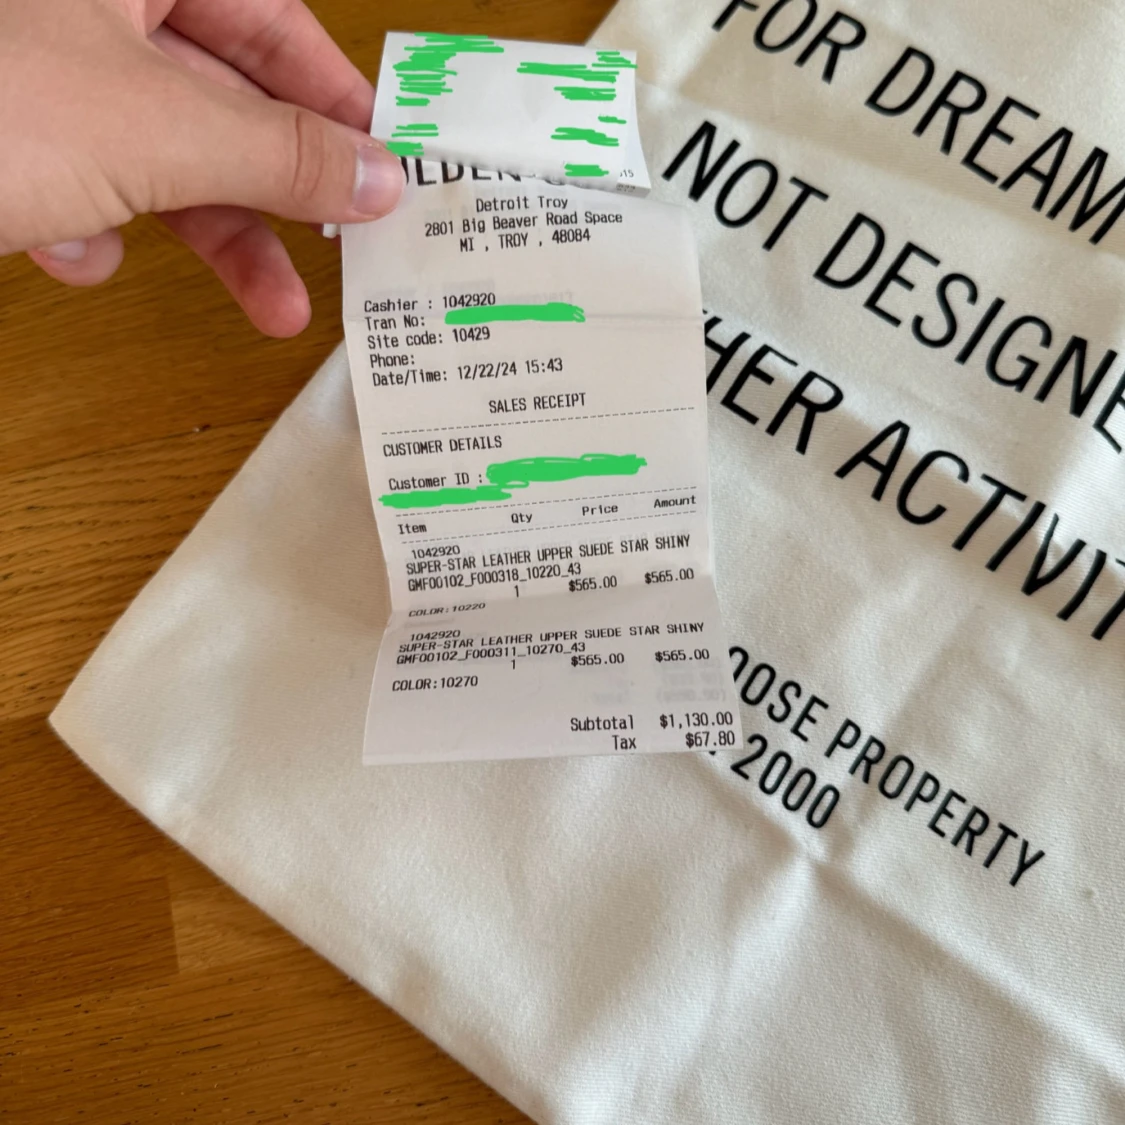 Detroit Troy
2801 Big Beaver Road Space
MI , TROY , 48084
Cashier : 1042920
Tran No:
Site code: 10429
Phone:
Date/Time: 12/22/24 15:43
SALES RECEIPT
CUSTOMER DETAILS
Customer ID :
Item Qty Price Amount
1042920
SUPER-STAR LEATHER UPPER SUEDE STAR SHINY
GMF00102_F000318_10220_43
1 $565.00 $565.00
COLOR:10220
1042920
SUPER-STAR LEATHER UPPER SUEDE STAR SHINY
GMF00102_F000311_10270_43
1 $565.00 $565.00
COLOR:10270
Subtotal $1,130.00
Tax $67.80
FOR DREAM
NOT DESIGNE
HER ACTIVIT
OOSE PROPERTY
2000